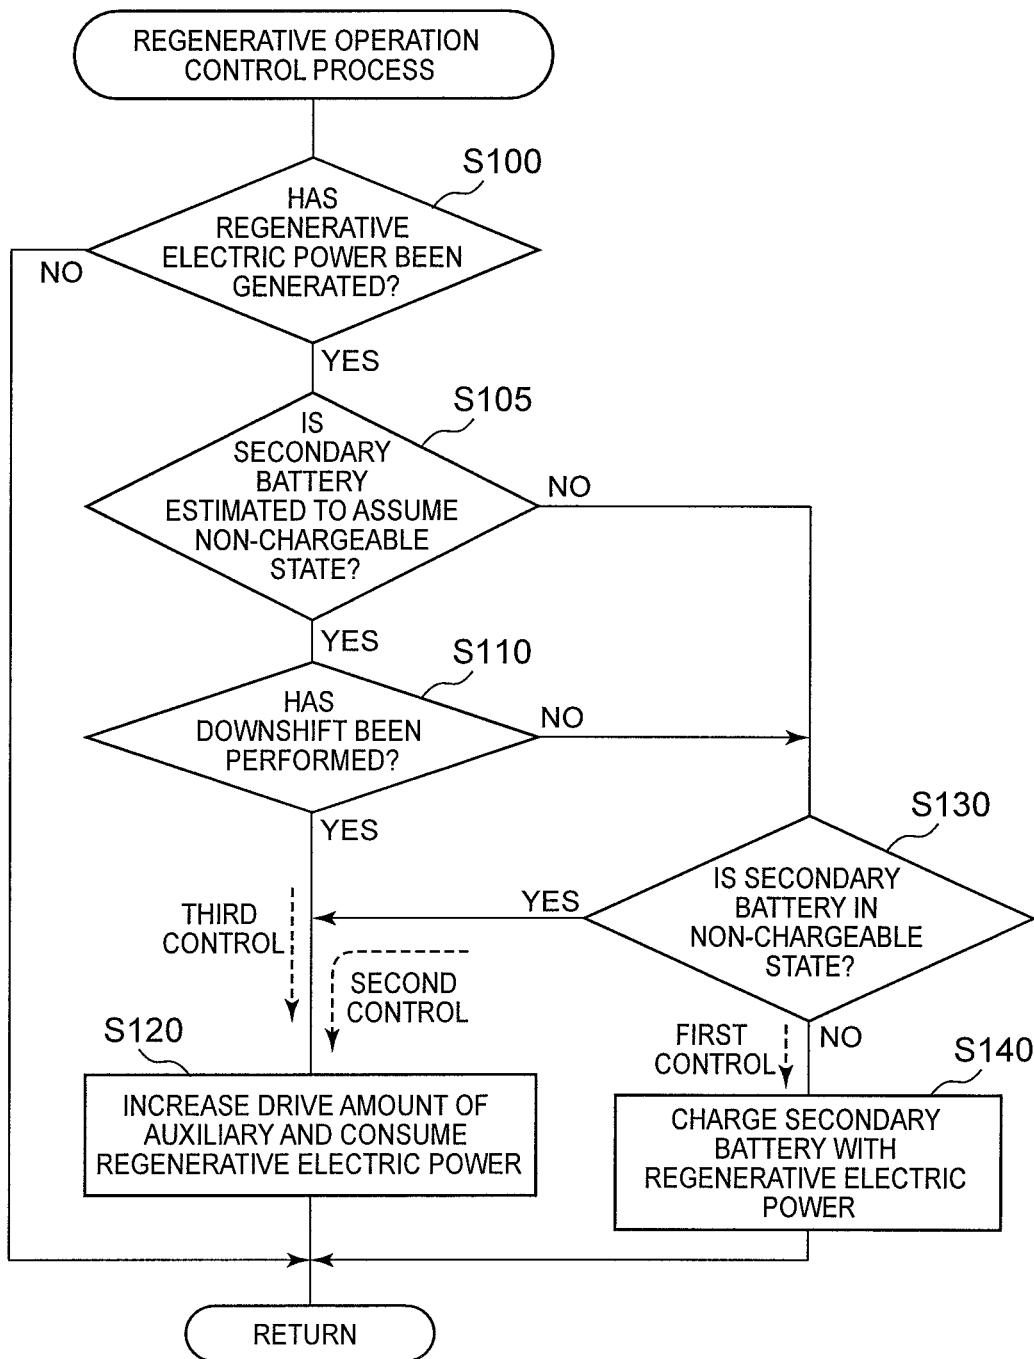 REGENERATIVE OPERATION
CONTROL PROCESS
S100
HAS
REGENERATIVE
ELECTRIC POWER BEEN
GENERATED?
NO
YES
S105
IS
SECONDARY
BATTERY
ESTIMATED TO ASSUME
NON-CHARGEABLE
STATE?
NO
YES
S110
HAS
DOWNSHIFT BEEN
PERFORMED?
NO
YES
S130
IS SECONDARY
BATTERY IN
NON-CHARGEABLE
STATE?
YES
NO
THIRD
CONTROL
SECOND
CONTROL
FIRST
CONTROL
S120
INCREASE DRIVE AMOUNT OF
AUXILIARY AND CONSUME
REGENERATIVE ELECTRIC POWER
S140
CHARGE SECONDARY
BATTERY WITH
REGENERATIVE ELECTRIC
POWER
RETURN